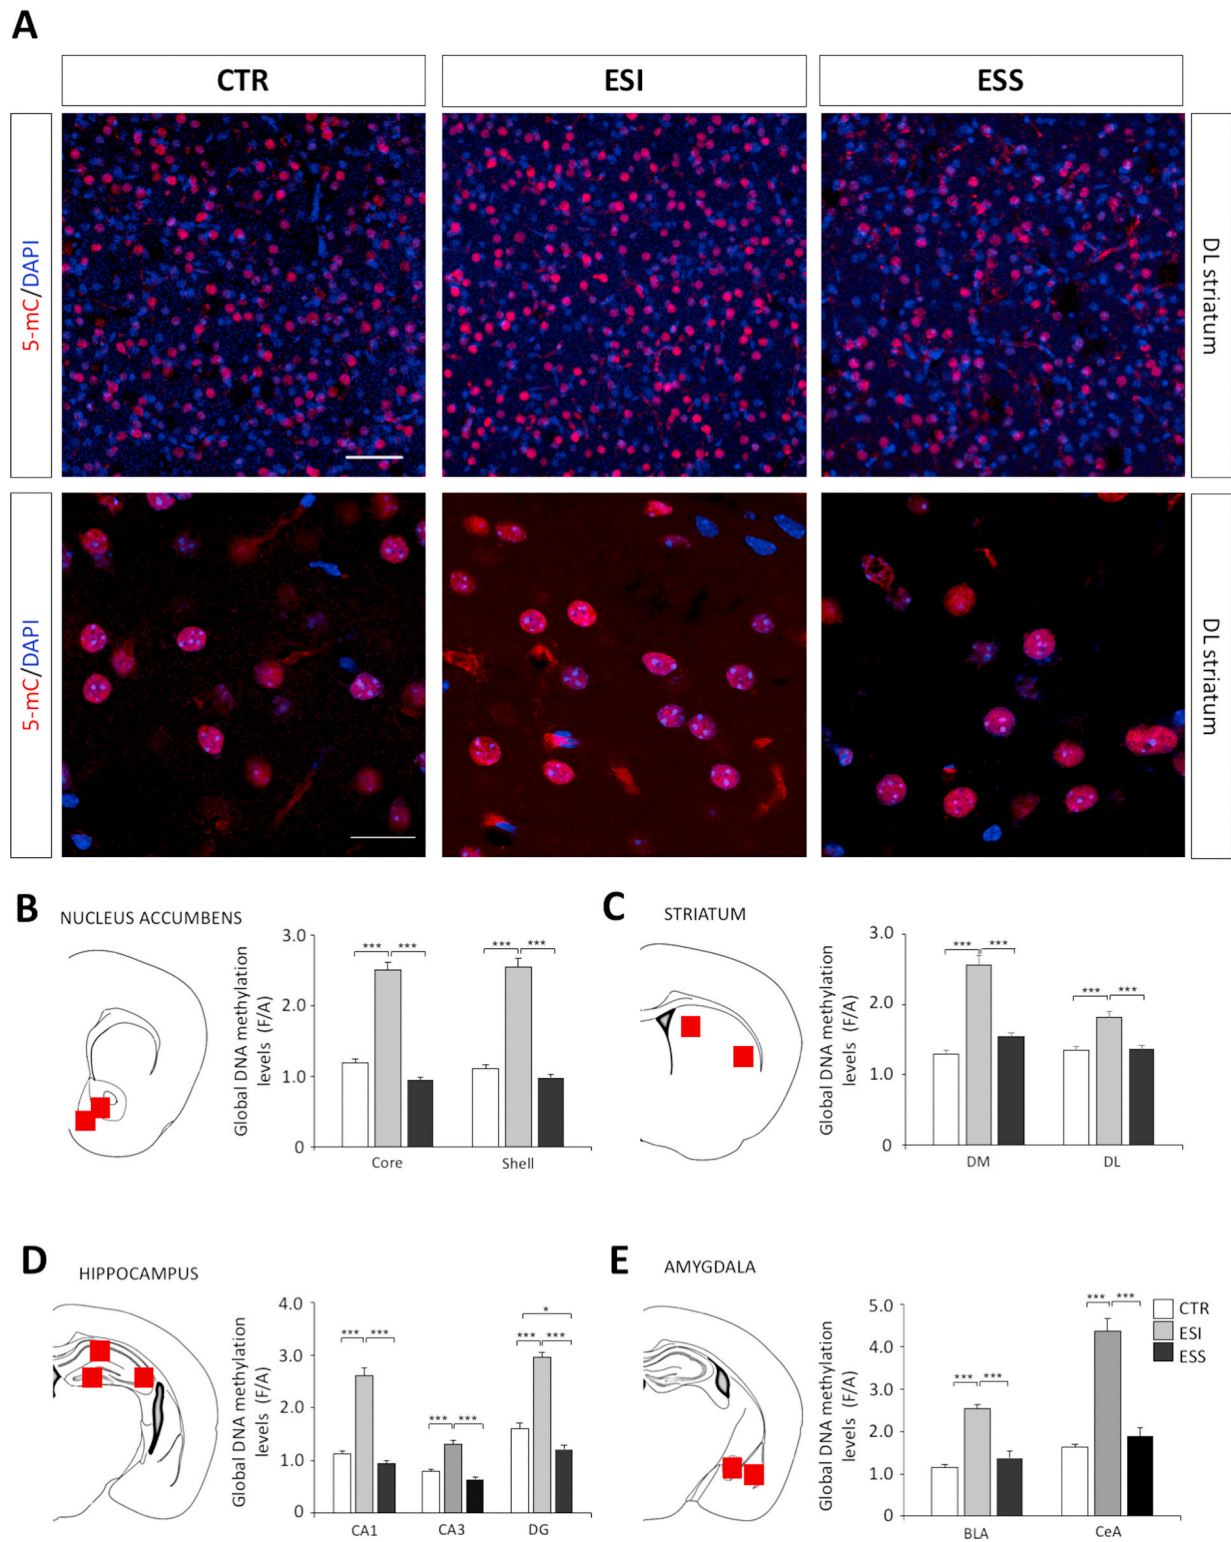 A
CTR
ESI
ESS
5-mC/DAPI
DL striatum
5-mC/DAPI
DL striatum
B
NUCLEUS ACCUMBENS
Global DNA methylation
levels (F/A)
3.0
2.0
1.0
0
***
***
***
***
Core
Shell
C
STRIATUM
Global DNA methylation
levels (F/A)
3.0
2.0
1.0
0
***
***
***
***
DM
DL
D
HIPPOCAMPUS
Global DNA methylation
levels (F/A)
4.0
3.0
2.0
1.0
0
***
***
***
***
*
***
***
CA1
CA3
DG
E
AMYGDALA
Global DNA methylation
levels (F/A)
5.0
4.0
3.0
2.0
1.0
0
***
***
***
***
BLA
CeA
CTR
ESI
ESS